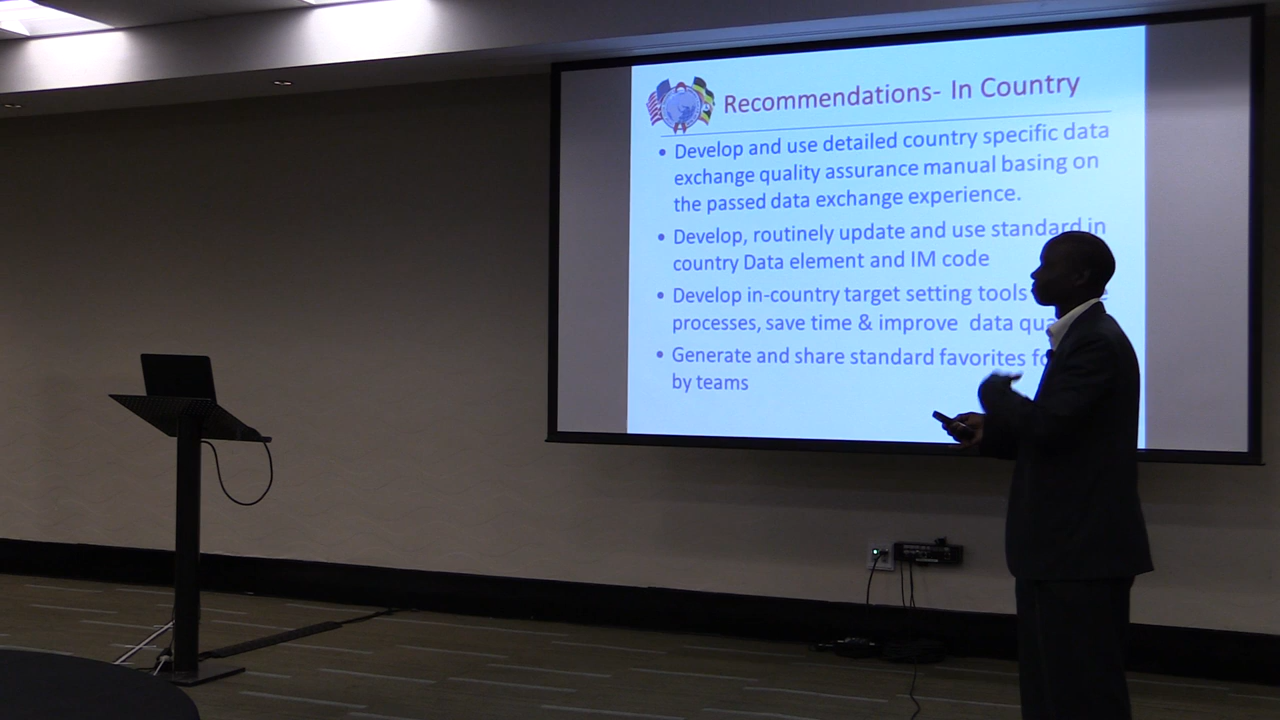 Recommendations- In Country
• Develop and use detailed country specific data
exchange quality assurance manual basing on
the passed data exchange experience.
• Develop, routinely update and use standard in
country Data element and IM code
• Develop in-country target setting tools
processes, save time & improve data
• Generate and share standard favorites
by teams